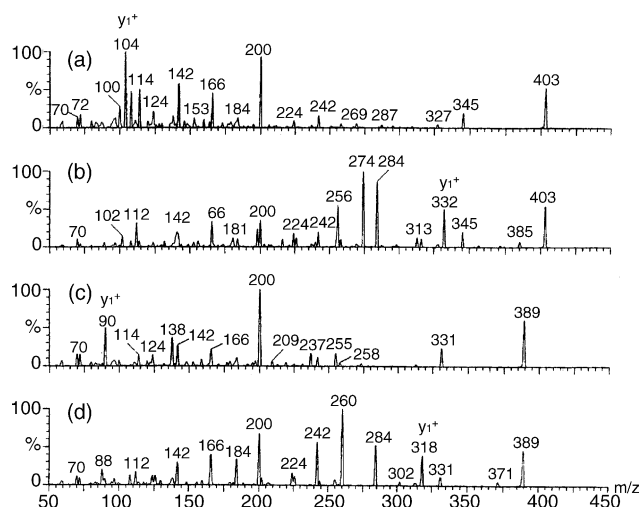 y₁⁺
100 (a) 104 200
% 70 72 100 114 124 142 153 166 184 224 242 269 287 327 345 403
0
100 (b) 274 284 y₁⁺
% 70 102 112 142 66 181 200 224 242 256 313 332 345 385 403
0
100 (c) 200
y₁⁺
% 70 90 114 124 138 142 166 209 237 255 258 331 389
0
100 (d) 260
% 70 88 112 142 166 184 200 224 242 284 302 y₁⁺ 318 331 371 389
0
50 100 150 200 250 300 350 400 450 m/z